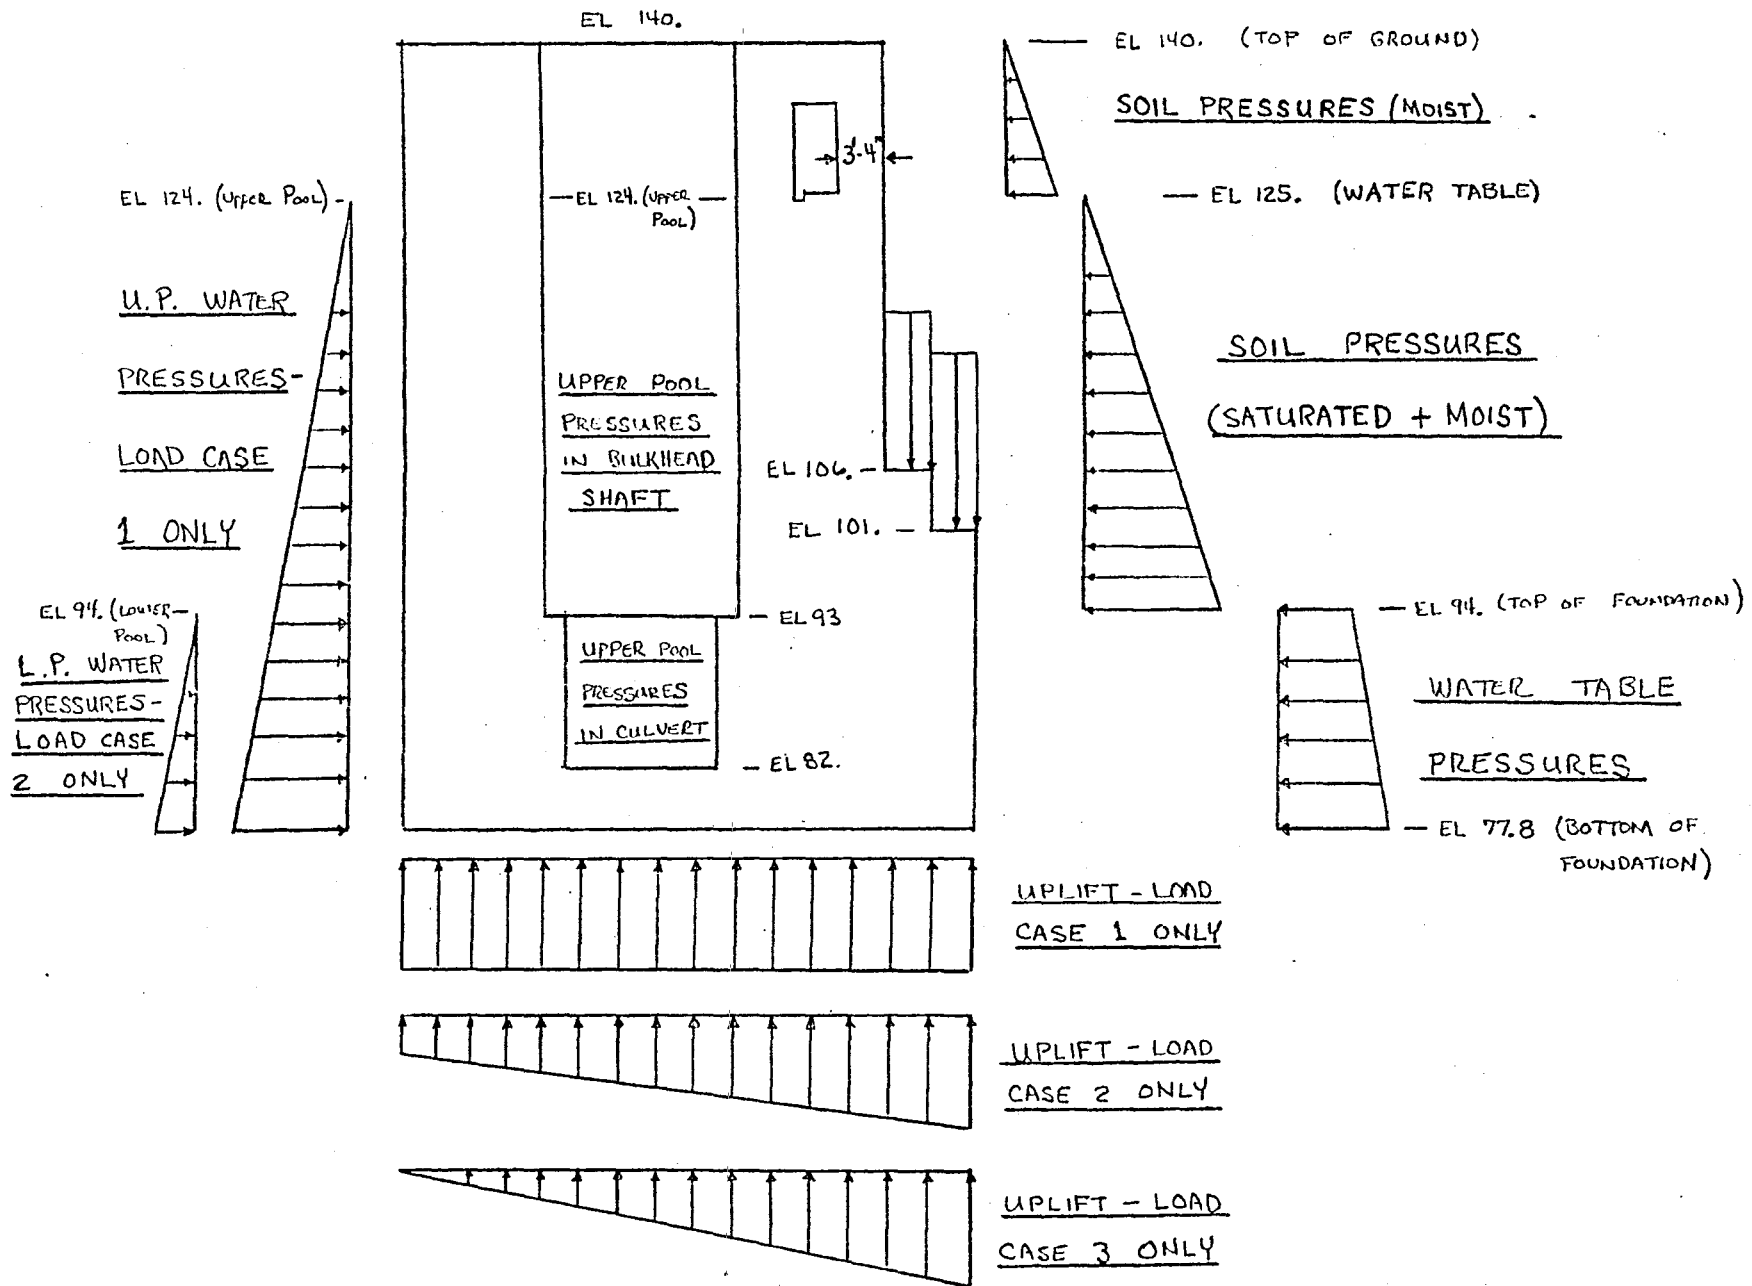 EL 140.
EL 140. (TOP OF GROUND)
SOIL PRESSURES (MOIST)
3'-4"
EL 124. (UPPER POOL)
EL 124. (UPPER
POOL)
EL 125. (WATER TABLE)
U.P. WATER
PRESSURES-
LOAD CASE
1 ONLY
UPPER POOL
PRESSURES
IN BULKHEAD
SHAFT
SOIL PRESSURES
(SATURATED + MOIST)
EL 106.
EL 101.
EL 94. (LOWER
POOL)
L.P. WATER
PRESSURES-
LOAD CASE
2 ONLY
EL 93
UPPER POOL
PRESSURES
IN CULVERT
EL 82.
EL 94. (TOP OF FOUNDATION)
WATER TABLE
PRESSURES
EL 77.8 (BOTTOM OF
FOUNDATION)
UPLIFT - LOAD
CASE 1 ONLY
UPLIFT - LOAD
CASE 2 ONLY
UPLIFT - LOAD
CASE 3 ONLY